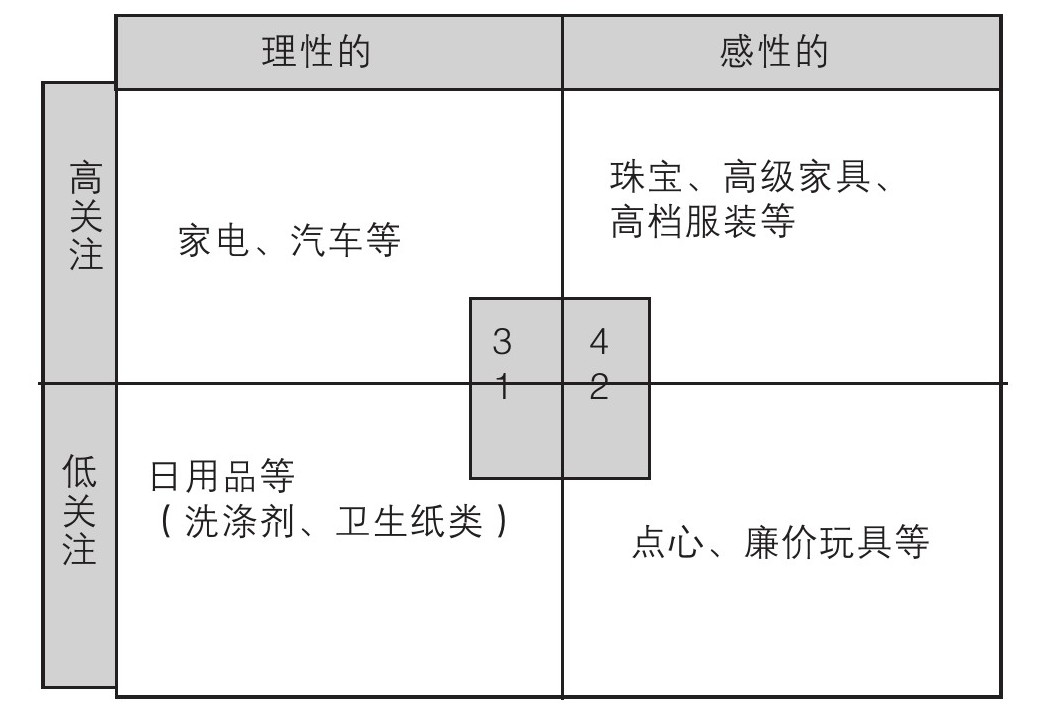 理性的
感性的
高关注
家电、汽车等
珠宝、高级家具、
高档服装等
3
4
1
2
低关注
日用品等
（洗涤剂、卫生纸类）
点心、廉价玩具等